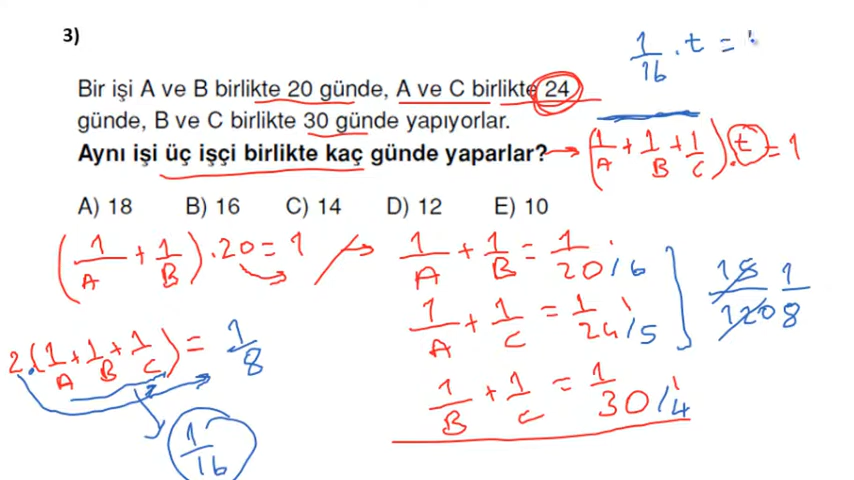 3)
1/16 . t = 1
Bir işi A ve B birlikte 20 günde, A ve C birlikte 24
günde, B ve C birlikte 30 günde yapıyorlar.
Aynı işi üç işçi birlikte kaç günde yaparlar?
(1/A + 1/B + 1/C) . t = 1
A) 18 B) 16 C) 14 D) 12 E) 10
(1/A + 1/B) . 20 = 1
1/A + 1/B = 1/20 /6
1/A + 1/C = 1/24 /5
15/120 1/8
2.(1/A + 1/B + 1/C) = 1/8
1/B + 1/C = 1/30 /4
1/16